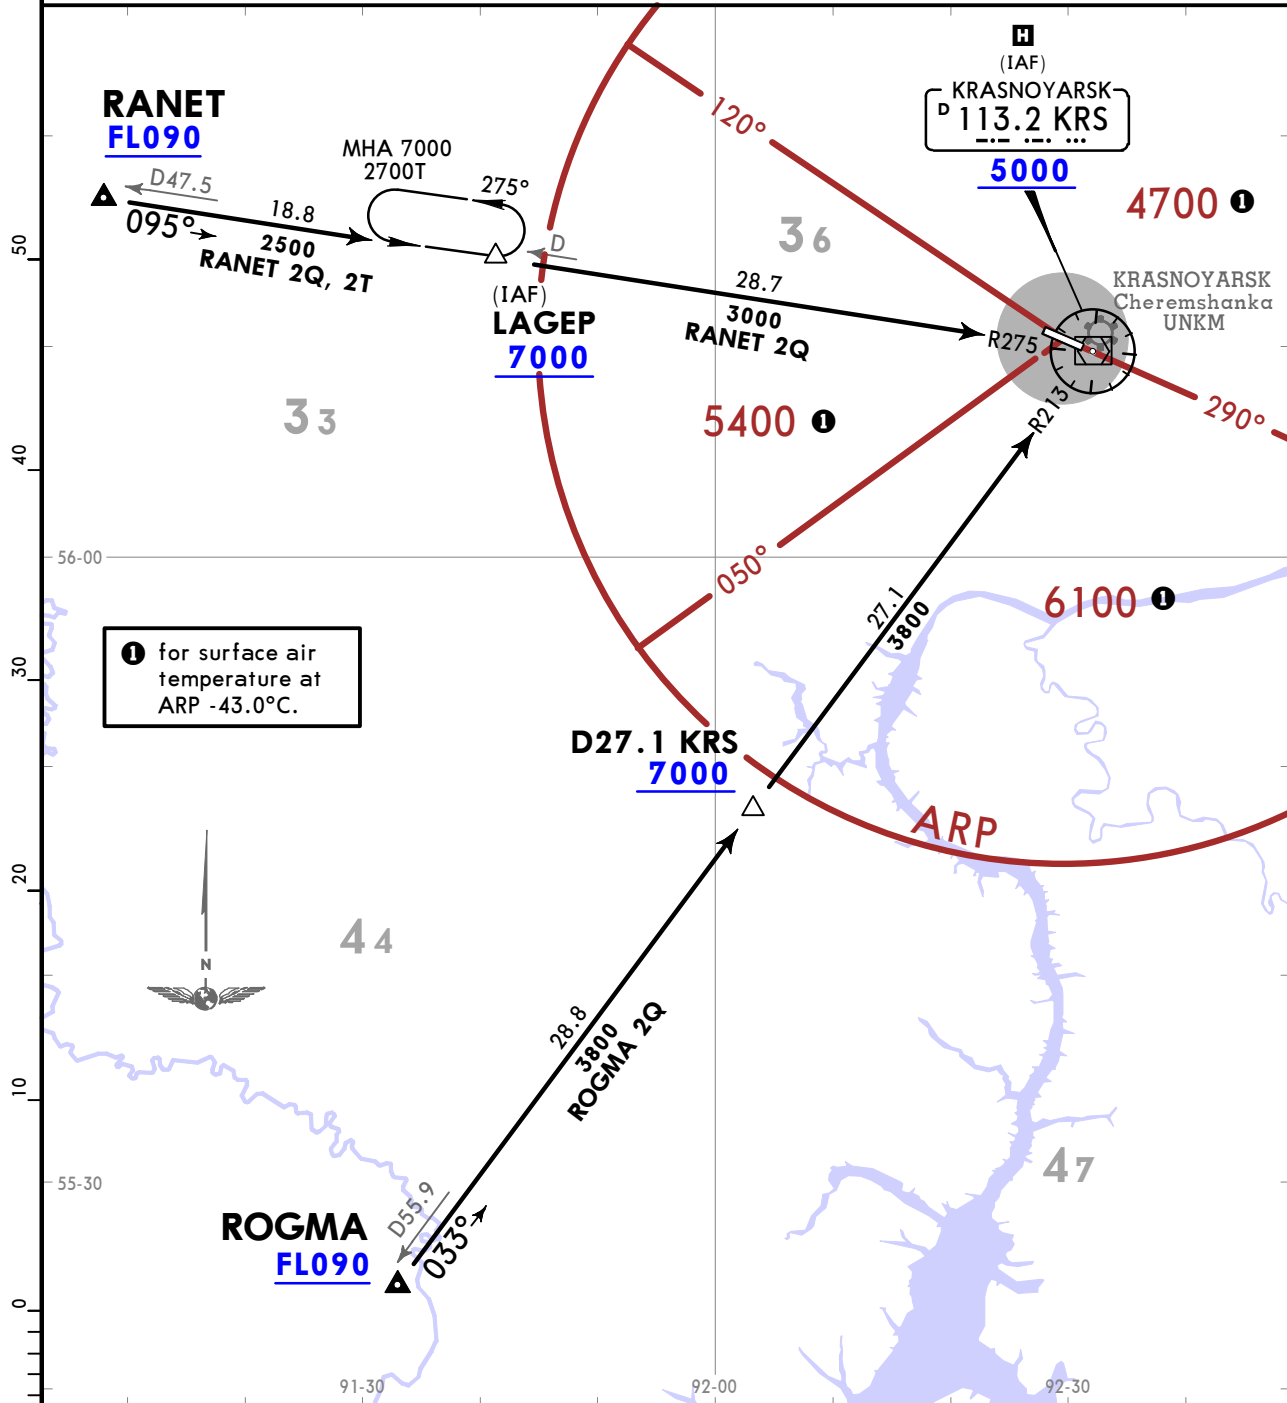 H
(IAF)
KRASNOYARSK
D 113.2 KRS
5000
RANET
FL090
D47.5
18.8
095°
2500
RANET 2Q, 2T
MHA 7000
2700T
275°
D
(IAF)
LAGEP
7000
120°
36
4700 1
KRASNOYARSK
Cheremshanka
UNKM
28.7
3000
RANET 2Q
R275
R213
290°
50
33
5400 1
40
56-00
050°
27.1
3800
6100 1
1 for surface air
temperature at
ARP -43.0°C.
30
D27.1 KRS
7000
ARP
20
44
N
28.8
3800
ROGMA 2Q
10
47
55-30
D55.9
033°
ROGMA
FL090
0
91-30
92-00
92-30